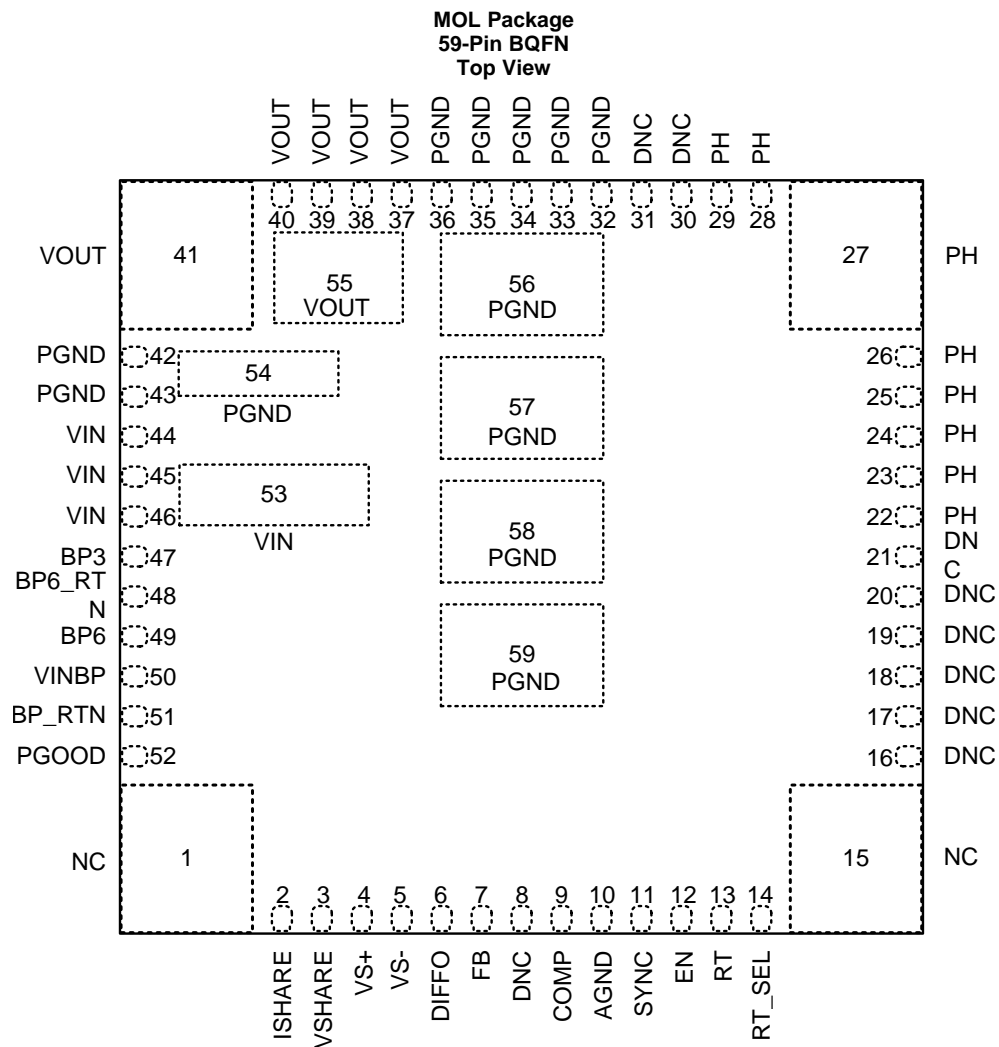 MOL Package
59-Pin BQFN
Top View
VOUT
VOUT
VOUT
VOUT
PGND
PGND
PGND
PGND
PGND
DNC
DNC
PH
PH
40 39 38 37 36 35 34 33 32 31 30 29 28
VOUT 41
27 PH
55
VOUT
56
PGND
PGND 42
54
PGND
26 PH
PGND 43
25 PH
57
PGND
VIN 44
24 PH
VIN 45
53
VIN
23 PH
VIN 46
22 PH
58
PGND
BP3 47
21 DN
C
BP6_RT
N
48
20 DNC
BP6 49
19 DNC
59
PGND
VINBP 50
18 DNC
BP_RTN 51
17 DNC
PGOOD 52
16 DNC
NC 1
15 NC
2 3 4 5 6 7 8 9 10 11 12 13 14
ISHARE
VSHARE
VS+
VS-
DIFFO
FB
DNC
COMP
AGND
SYNC
EN
RT
RT_SEL